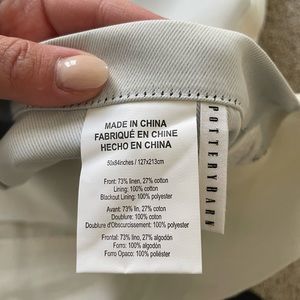 MADE IN CHINA
FABRIQUÉ EN CHINE
HECHO EN CHINA
50x84inches / 127x213cm
Front: 73% linen, 27% cotton
Lining: 100% cotton
Blackout Lining: 100% polyester
Avant: 73% lin, 27% coton
Doublure: 100% coton
Doublure d'Obscurcissement: 100% polyester
Frontal: 73% lino, 27% algodón
Forro: 100% algodón
Forro Opaco: 100% poliéster
POTTERY BARN